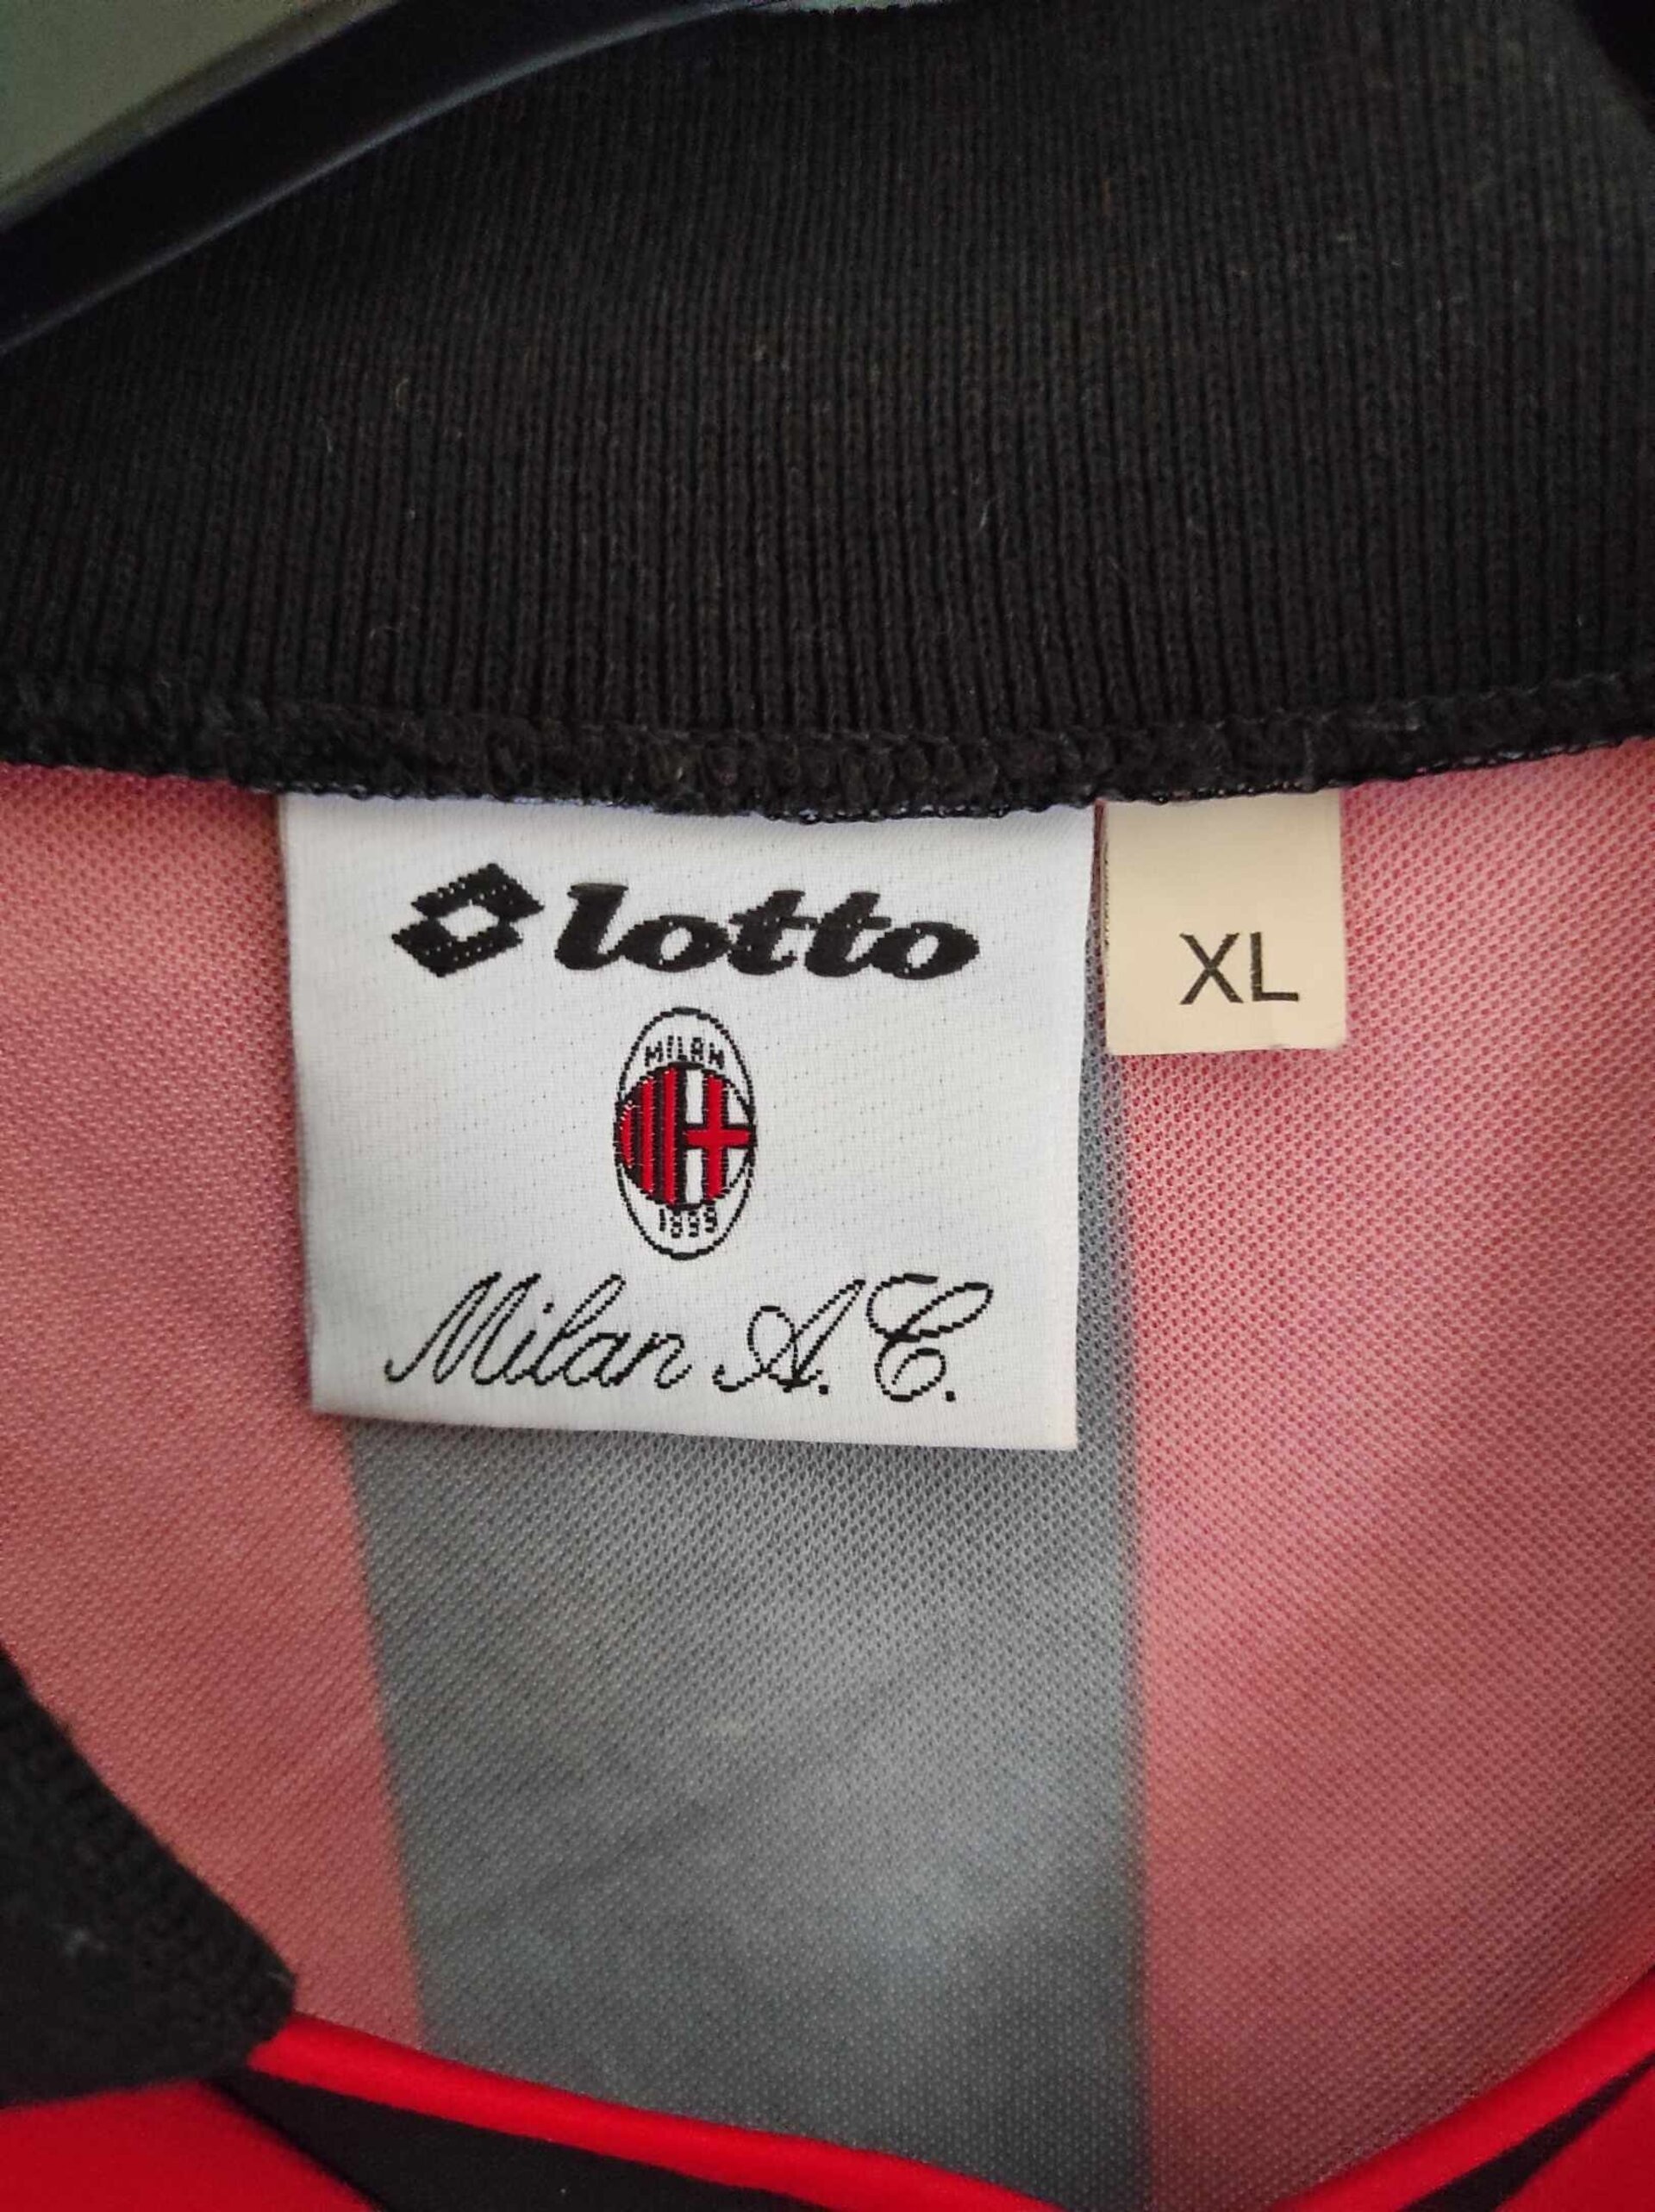 lotto
XL
MILAN
1899
Milan A.C.